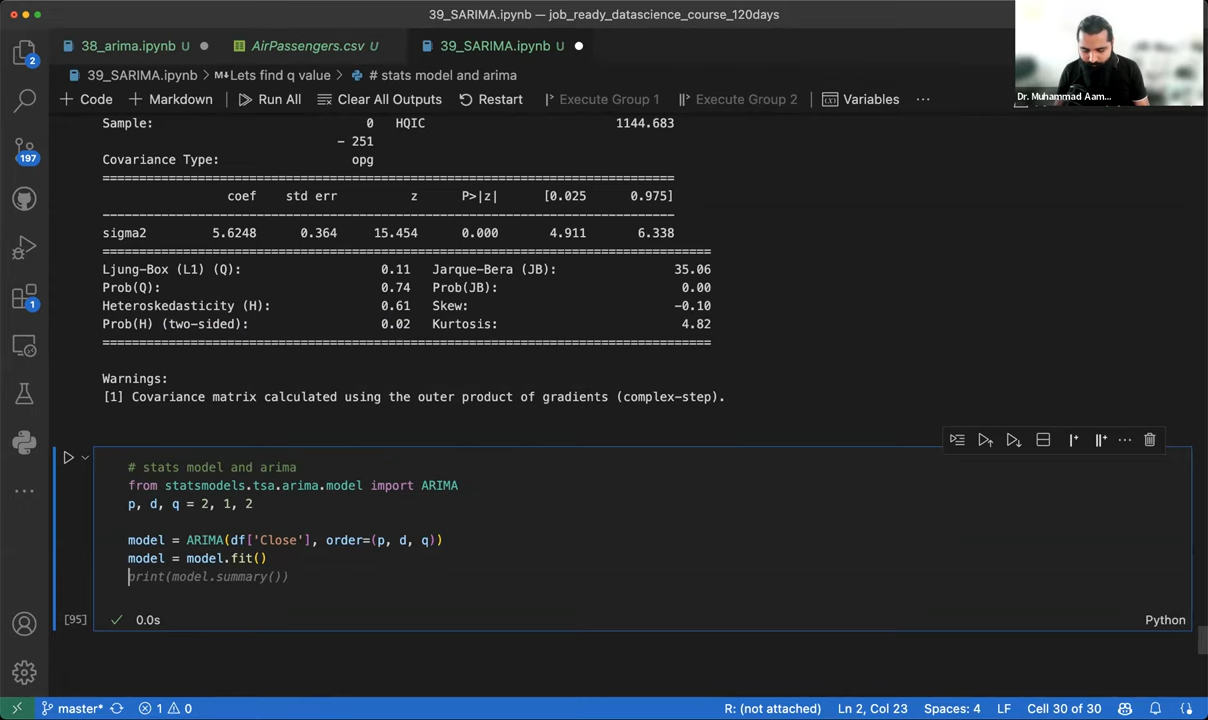 39_SARIMA.ipynb — job_ready_datascience_course_120days
38_arima.ipynb U
AirPassengers.csv U
39_SARIMA.ipynb U
39_SARIMA.ipynb > M↓Lets find q value > # stats model and arima
+ Code + Markdown Run All Clear All Outputs Restart Execute Group 1 Execute Group 2 Variables ...
Dr. Muhammad Aam...
2
197
1
Sample: 0 HQIC 1144.683
- 251
Covariance Type: opg
==============================================================================
coef std err z P>|z| [0.025 0.975]
------------------------------------------------------------------------------
sigma2 5.6248 0.364 15.454 0.000 4.911 6.338
===================================================================================
Ljung-Box (L1) (Q): 0.11 Jarque-Bera (JB): 35.06
Prob(Q): 0.74 Prob(JB): 0.00
Heteroskedasticity (H): 0.61 Skew: -0.10
Prob(H) (two-sided): 0.02 Kurtosis: 4.82
===================================================================================
Warnings:
[1] Covariance matrix calculated using the outer product of gradients (complex-step).
# stats model and arima
from statsmodels.tsa.arima.model import ARIMA
p, d, q = 2, 1, 2
model = ARIMA(df['Close'], order=(p, d, q))
model = model.fit()
print(model.summary())
[95] 0.0s Python
master* 1 0 R: (not attached) Ln 2, Col 23 Spaces: 4 LF Cell 30 of 30